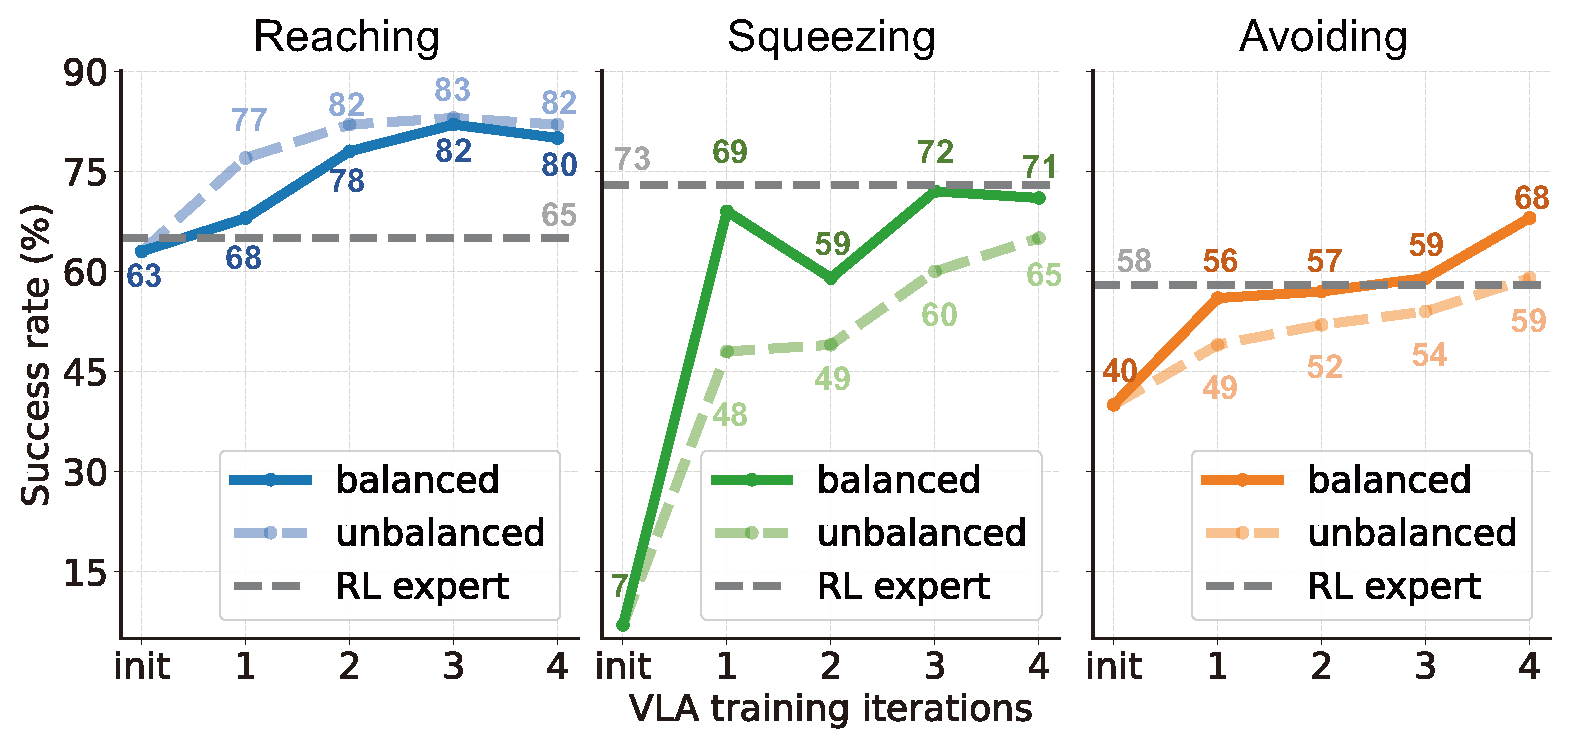 Reaching
Squeezing
Avoiding
Success rate (%)
90
75
60
45
30
15
63
77
82
83
82
68
78
82
80
65
balanced
unbalanced
RL expert
init 1 2 3 4
73
7
69
59
72
71
48
49
60
65
balanced
unbalanced
RL expert
init 1 2 3 4
58
40
56
57
59
68
49
52
54
59
balanced
unbalanced
RL expert
init 1 2 3 4
VLA training iterations